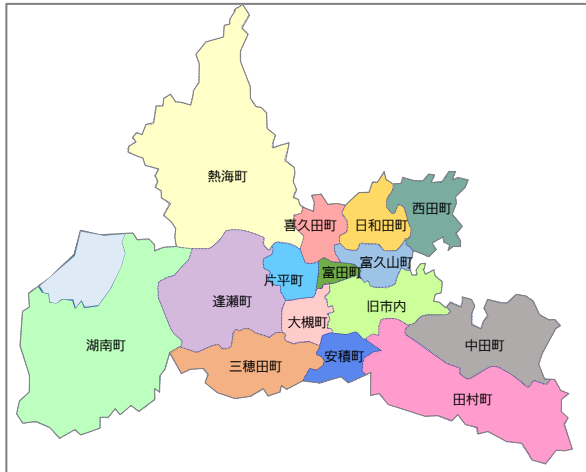 熱海町
西田町
喜久田町
日和田町
富久山町
片平町
富田町
逢瀬町
旧市内
大槻町
湖南町
中田町
安積町
三穂田町
田村町